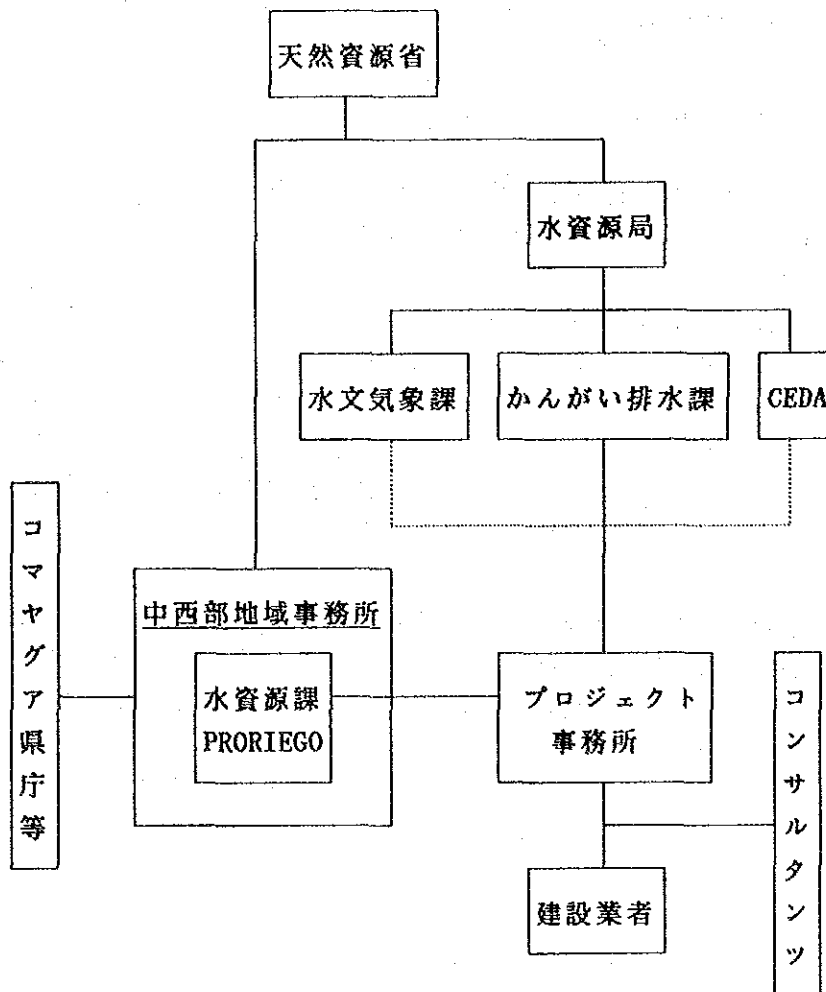 天然資源省
水資源局
水文気象課
かんがい排水課
CEDA
コマヤグア県庁等
中西部地域事務所
水資源課
PRORIEGO
プロジェクト
事務所
コンサルタンツ
建設業者